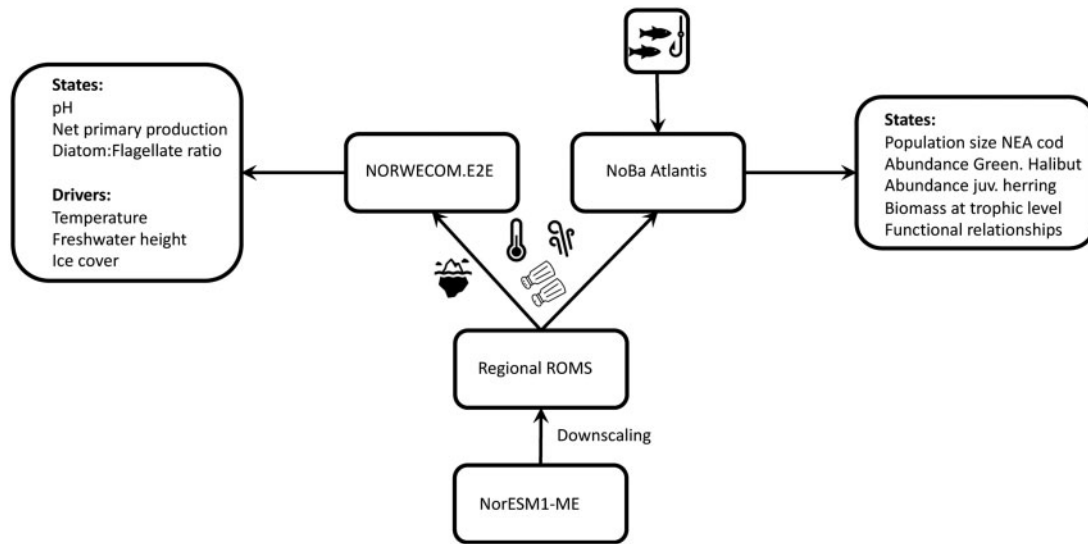 States:
pH
Net primary production
Diatom:Flagellate ratio
Drivers:
Temperature
Freshwater height
Ice cover
NORWECOM.E2E
NoBa Atlantis
States:
Population size NEA cod
Abundance Green. Halibut
Abundance juv. herring
Biomass at trophic level
Functional relationships
Regional ROMS
Downscaling
NorESM1-ME